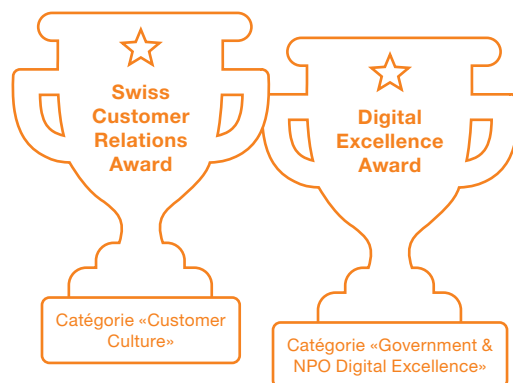 Swiss
Customer
Relations
Award
Catégorie «Customer
Culture»
Digital
Excellence
Award
Catégorie «Government &
NPO Digital Excellence»